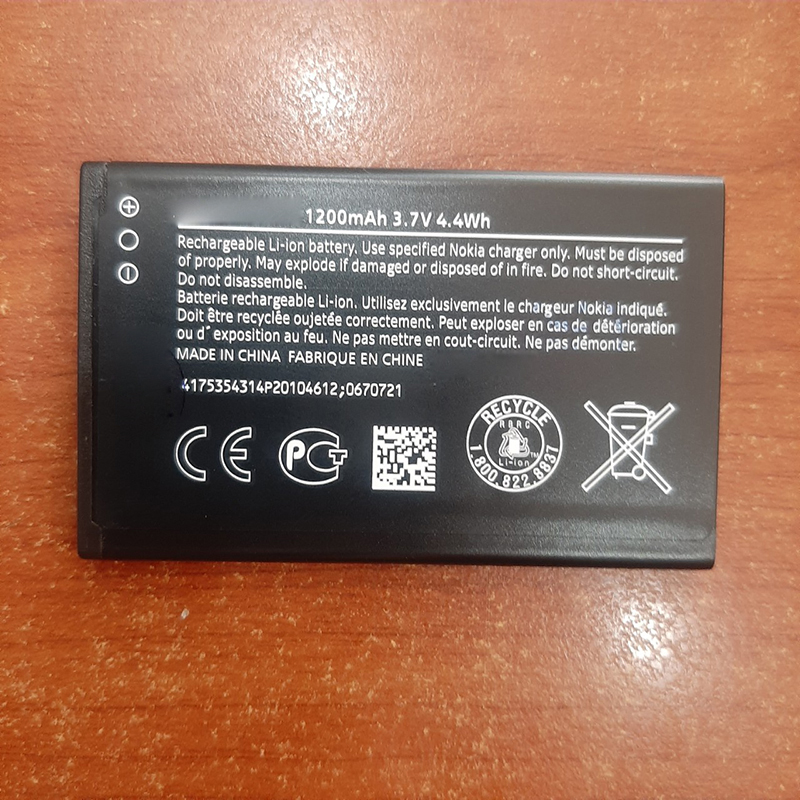 1200mAh 3.7V 4.4Wh
Rechargeable Li-ion battery. Use specified Nokia charger only. Must be disposed
of properly. May explode if damaged or disposed of in fire. Do not short-circuit.
Do not disassemble.
Batterie rechargeable Li-ion. Utilisez exclusivement le chargeur Nokia indiqué.
Doit être recyclée oujetée correctement. Peut exploser en cas de détérioration
ou d´exposition au feu. Ne pas mettre en cout-circuit. Ne pas démonter.
MADE IN CHINA FABRIQUE EN CHINE
4175354314P20104612;0670721
CE
PCT
RECYCLE
RBRC
Li-ion TM
1.800.822.8837